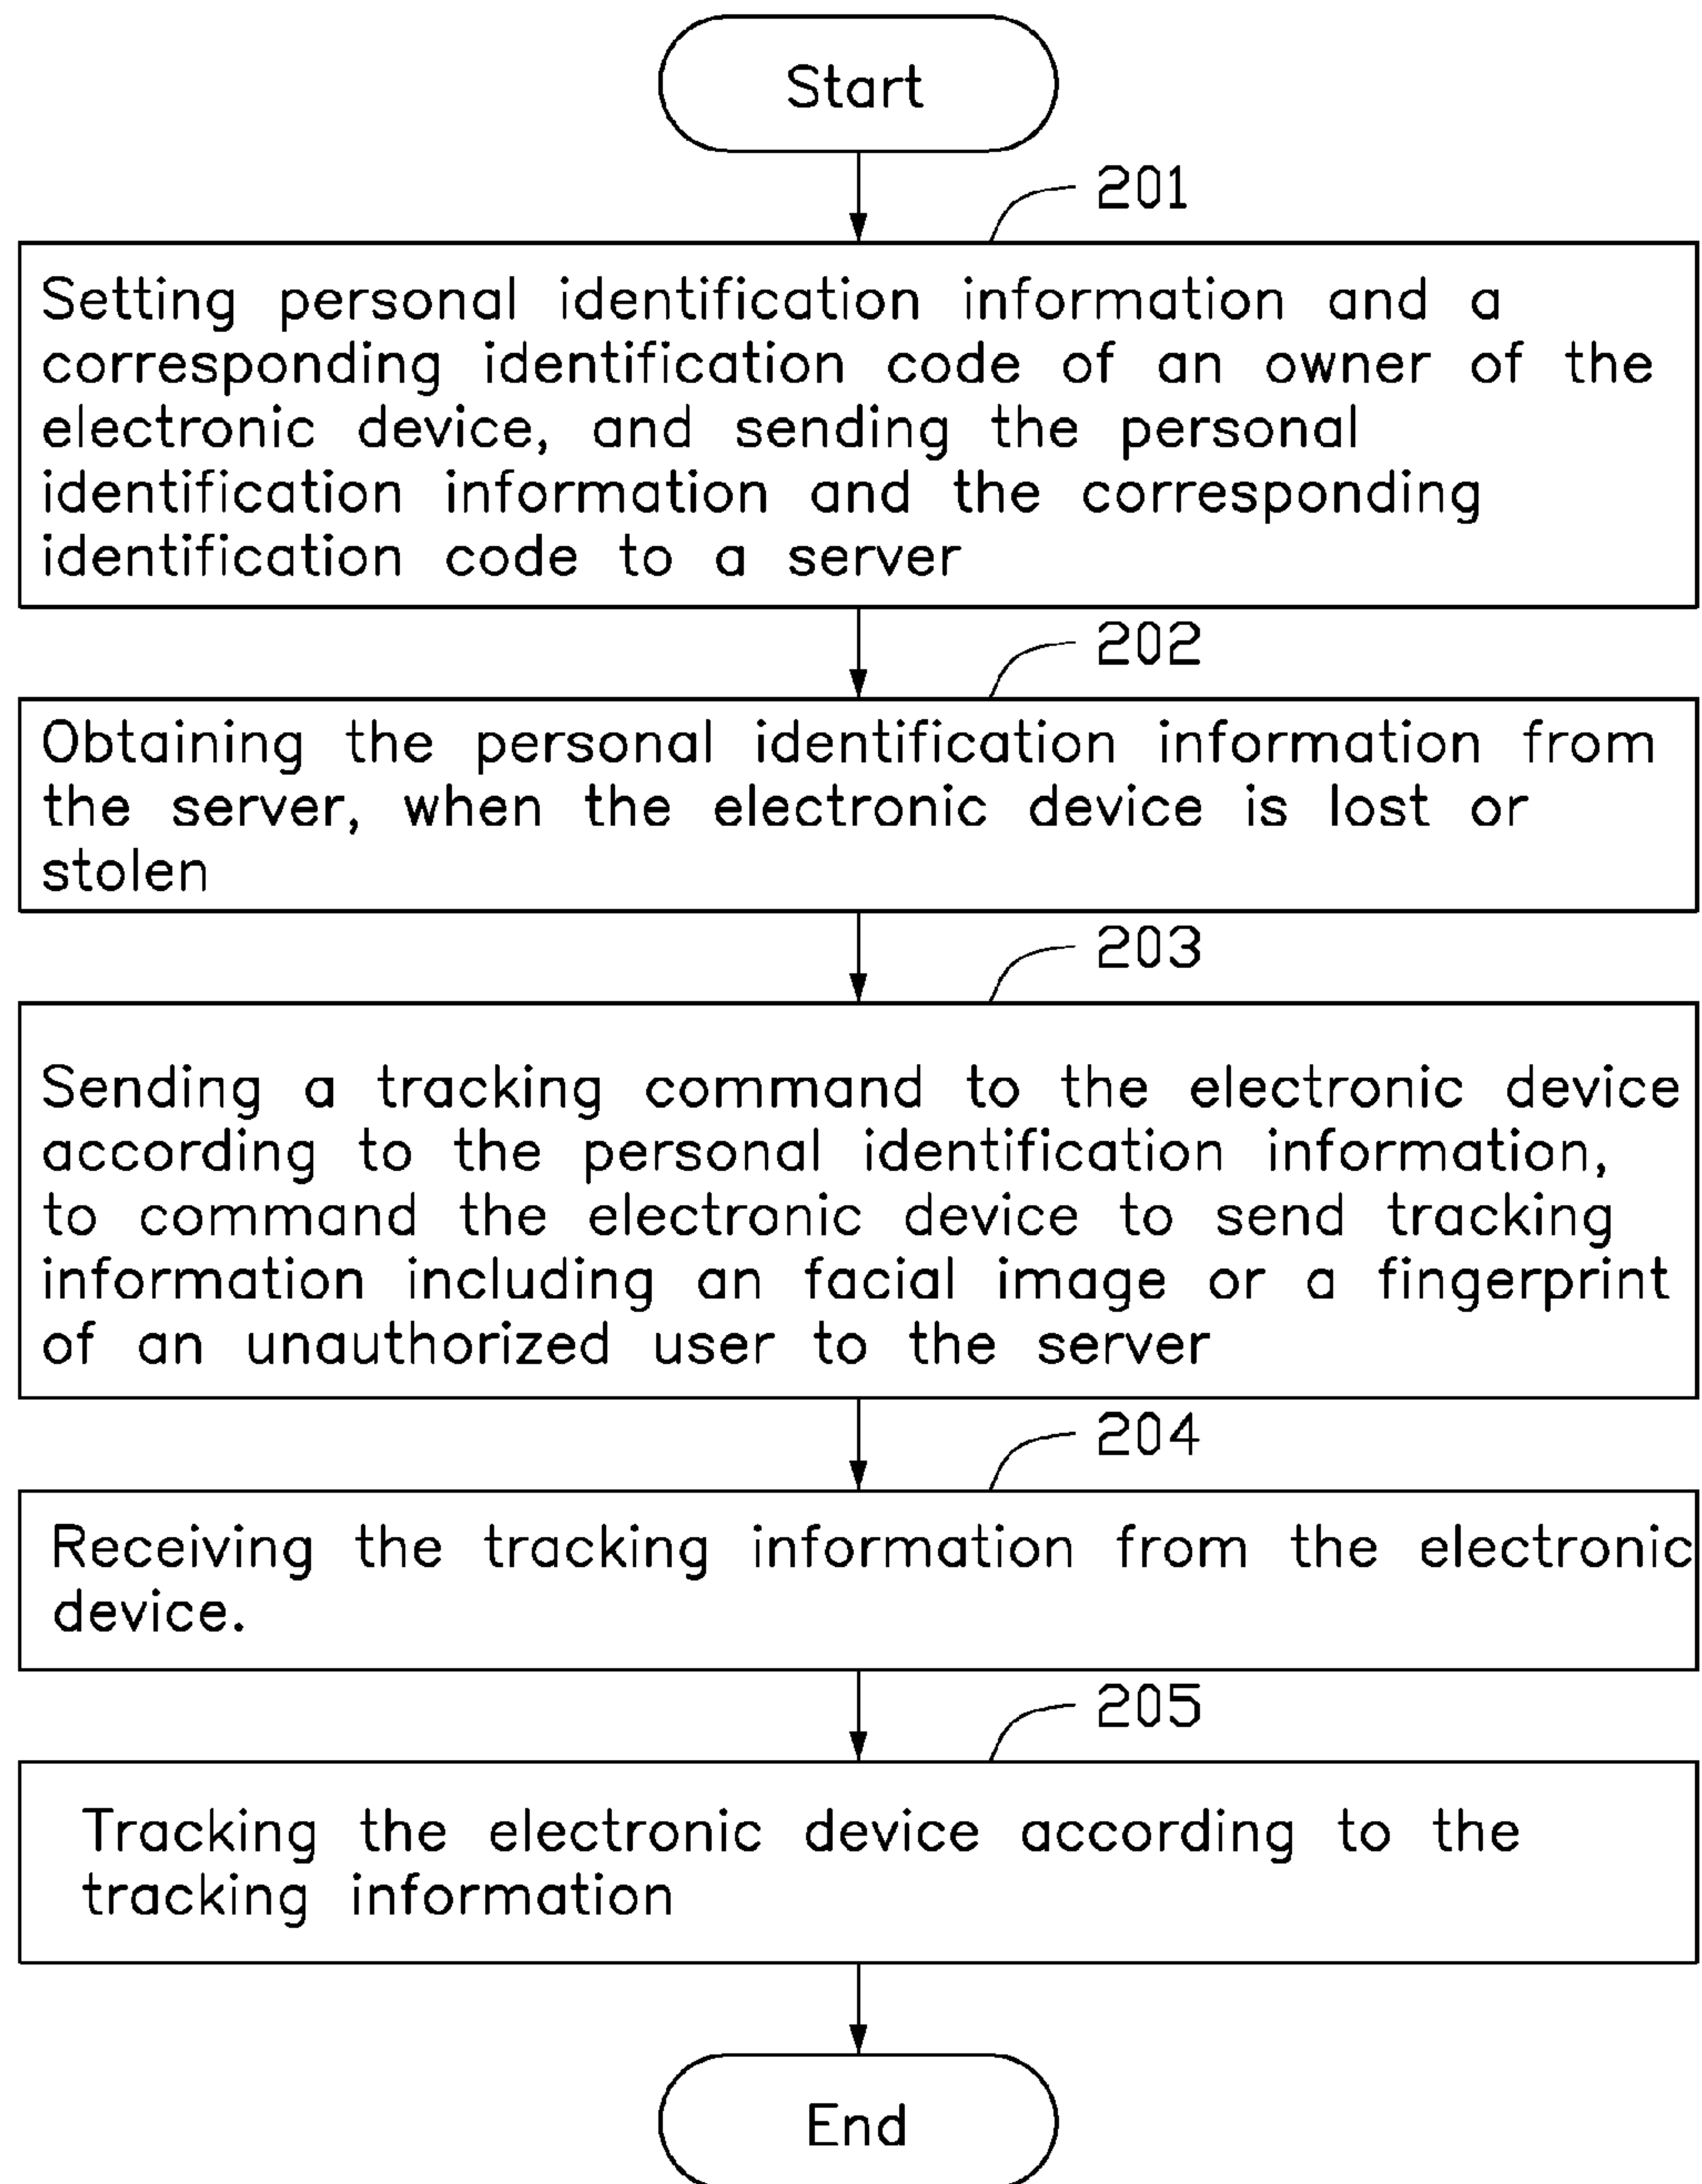 Start
201
Setting personal identification information and a
corresponding identification code of an owner of the
electronic device, and sending the personal
identification information and the corresponding
identification code to a server
202
Obtaining the personal identification information from
the server, when the electronic device is lost or
stolen
203
Sending a tracking command to the electronic device
according to the personal identification information,
to command the electronic device to send tracking
information including an facial image or a fingerprint
of an unauthorized user to the server
204
Receiving the tracking information from the electronic
device.
205
Tracking the electronic device according to the
tracking information
End